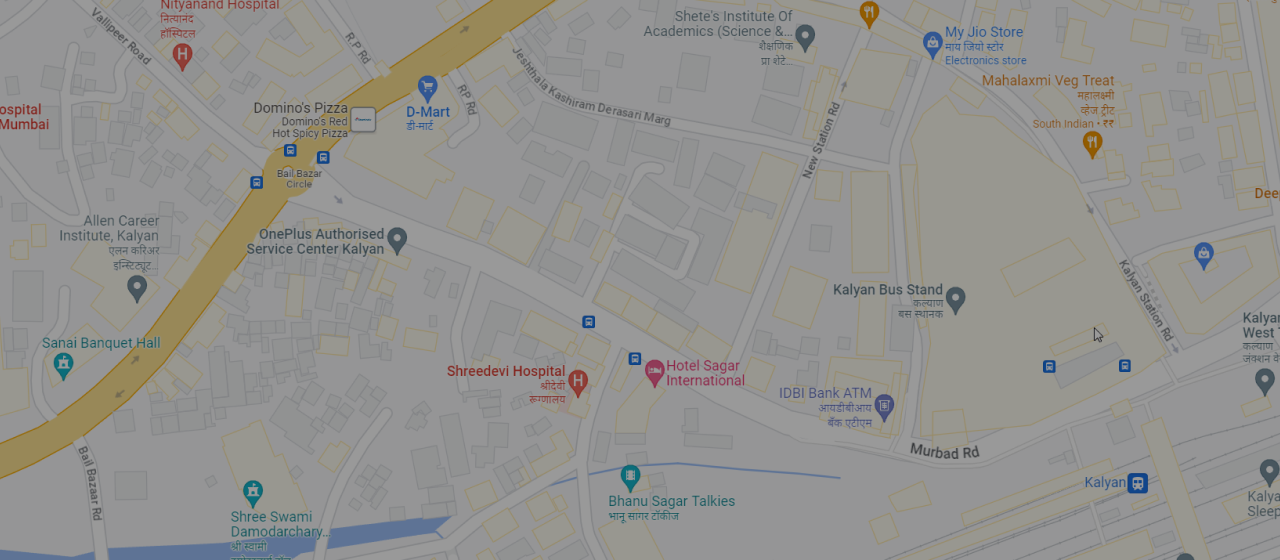 Nityanand Hospital
नित्यानंद
हॉस्पिटल
Vallipeer Road
R.P Rd
Jeshthala Kashiram Derasari Marg
Shete's Institute Of
Academics (Science &...
शैक्षणिक
प्रा शेटे...
My Jio Store
माय जियो स्टोर
Electronics store
Mahalaxmi Veg Treat
महालक्ष्मी
व्हेज ट्रीट
South Indian • ₹₹
ospital
Mumbai
Domino's Pizza
Domino's Red
Hot Spicy Pizza
D-Mart
डी-मार्ट
RP Rd
New Station Rd
Bail Bazar
Circle
Allen Career
Institute, Kalyan
एलन करिअर
इन्स्टिट्यूट...
OnePlus Authorised
Service Center Kalyan
Dee
Kalyan Station Rd
Kalyan Bus Stand
कल्याण
बस स्थानक
Kalyan
West
कल्याण
Sanai Banquet Hall
Shreedevi Hospital
श्रीदेवी
रूग्णालय
Hotel Sagar
International
IDBI Bank ATM
आयडीबीआय
बँक एटीएम
Murbad Rd
Bail Bazaar Rd
Kalyan
Kalya
Sleep
Bhanu Sagar Talkies
भानू सागर टॉकीज
Shree Swami
Damodarchary...
श्री स्वामी